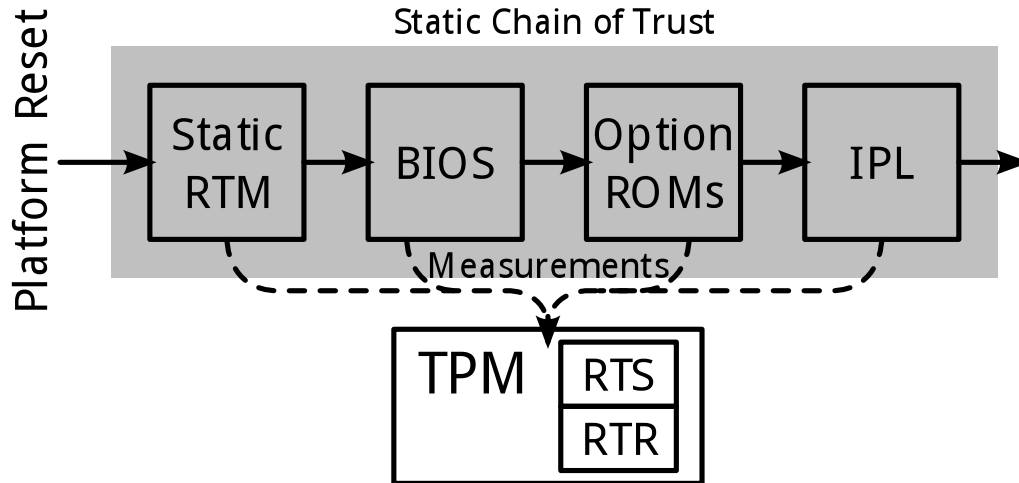 Static Chain of Trust
Platform Reset
Static
RTM
BIOS
Option
ROMs
IPL
Measurements
TPM
RTS
RTR